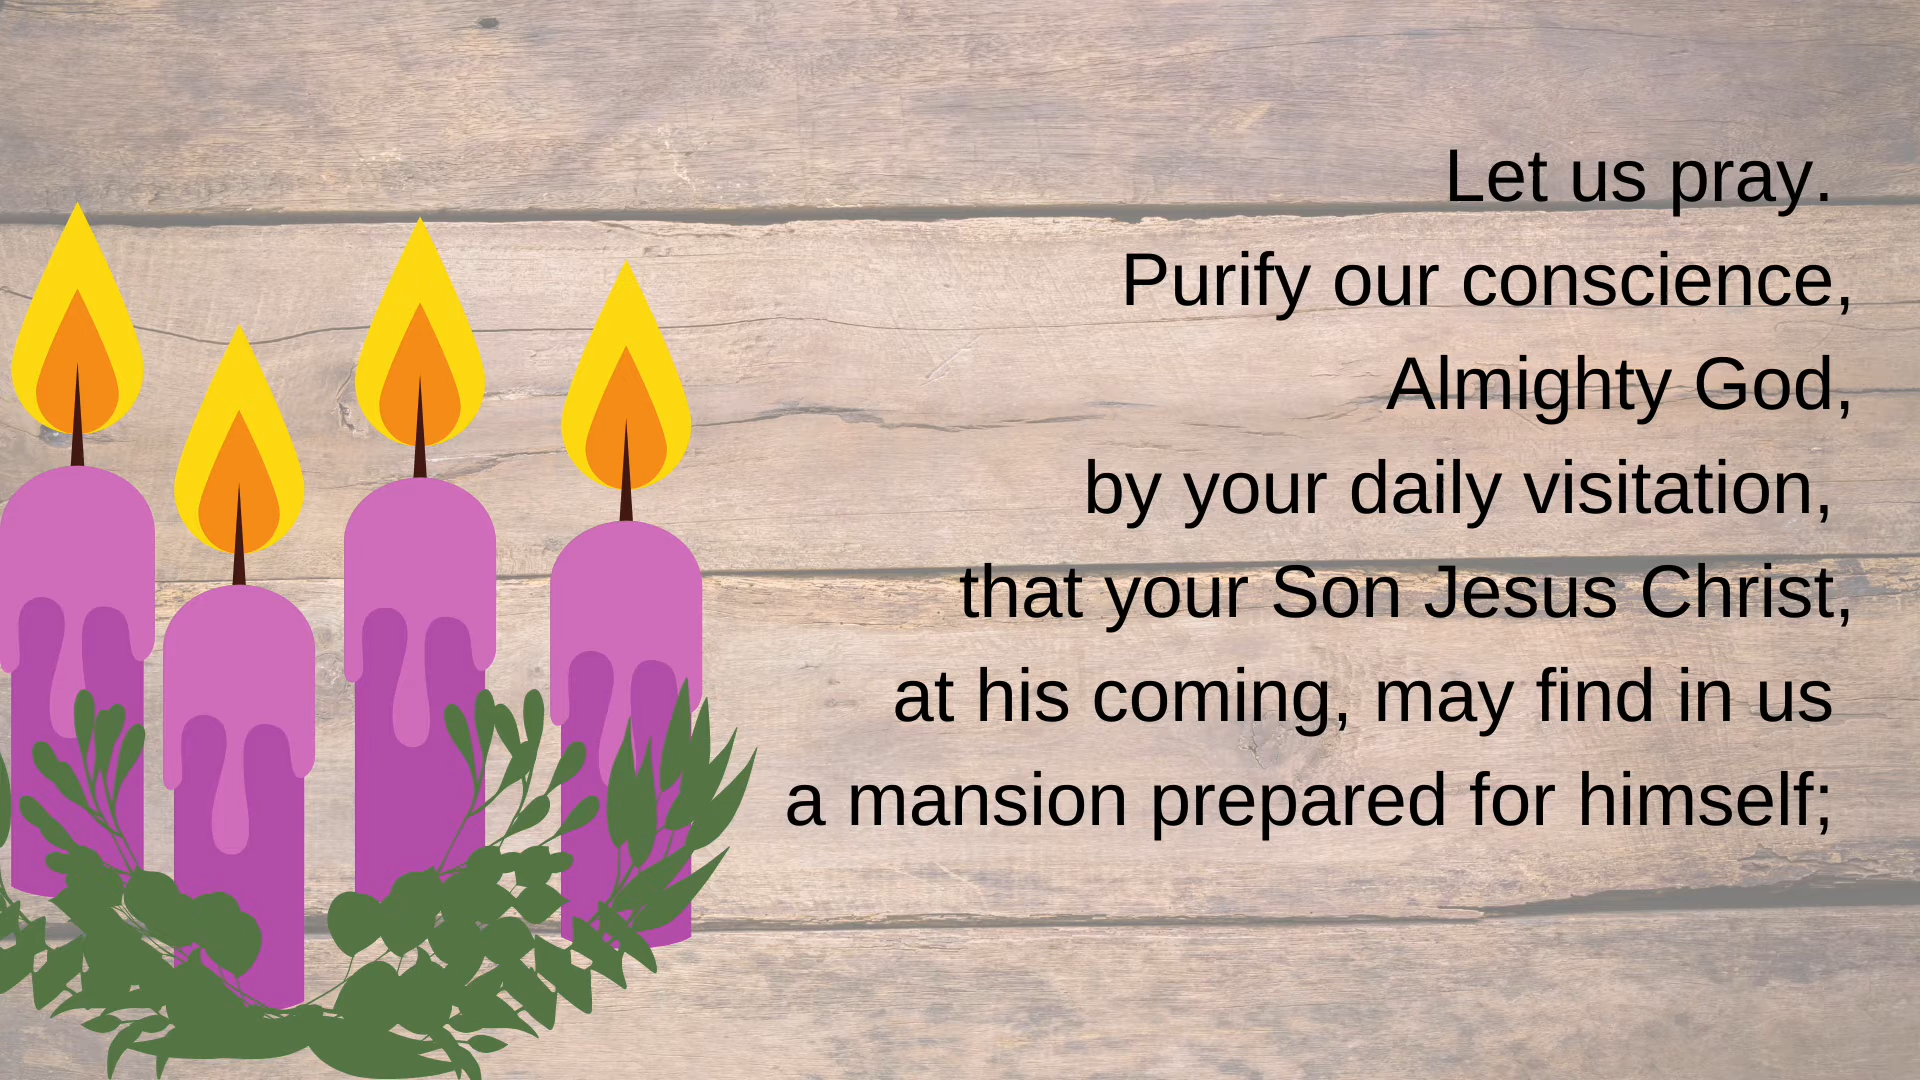 Let us pray.
Purify our conscience,
Almighty God,
by your daily visitation,
that your Son Jesus Christ,
at his coming, may find in us
a mansion prepared for himself;